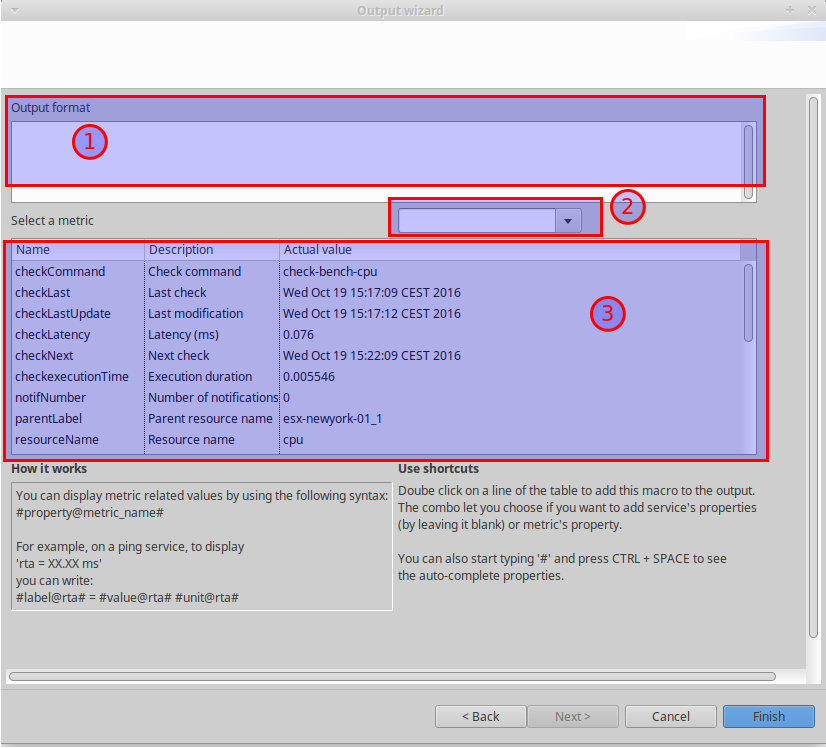 Output wizard
Output format
1
2
Select a metric
Name Description Actual value
checkCommand Check command check-bench-cpu
checkLast Last check Wed Oct 19 15:17:09 CEST 2016
checkLastUpdate Last modification Wed Oct 19 15:17:12 CEST 2016
3
checkLatency Latency (ms) 0.076
checkNext Next check Wed Oct 19 15:22:09 CEST 2016
checkexecutionTime Execution duration 0.005546
notifNumber Number of notifications 0
parentLabel Parent resource name esx-newyork-01_1
resourceName Resource name cpu
How it works
You can display metric related values by using the following syntax:
#property@metric_name#
For example, on a ping service, to display
'rta = XX.XX ms'
you can write:
#label@rta# = #value@rta# #unit@rta#
Use shortcuts
Doube click on a line of the table to add this macro to the output.
The combo let you choose if you want to add service's properties
(by leaving it blank) or metric's property.
You can also start typing '#' and press CTRL + SPACE to see
the auto-complete properties.
< Back Next > Cancel Finish